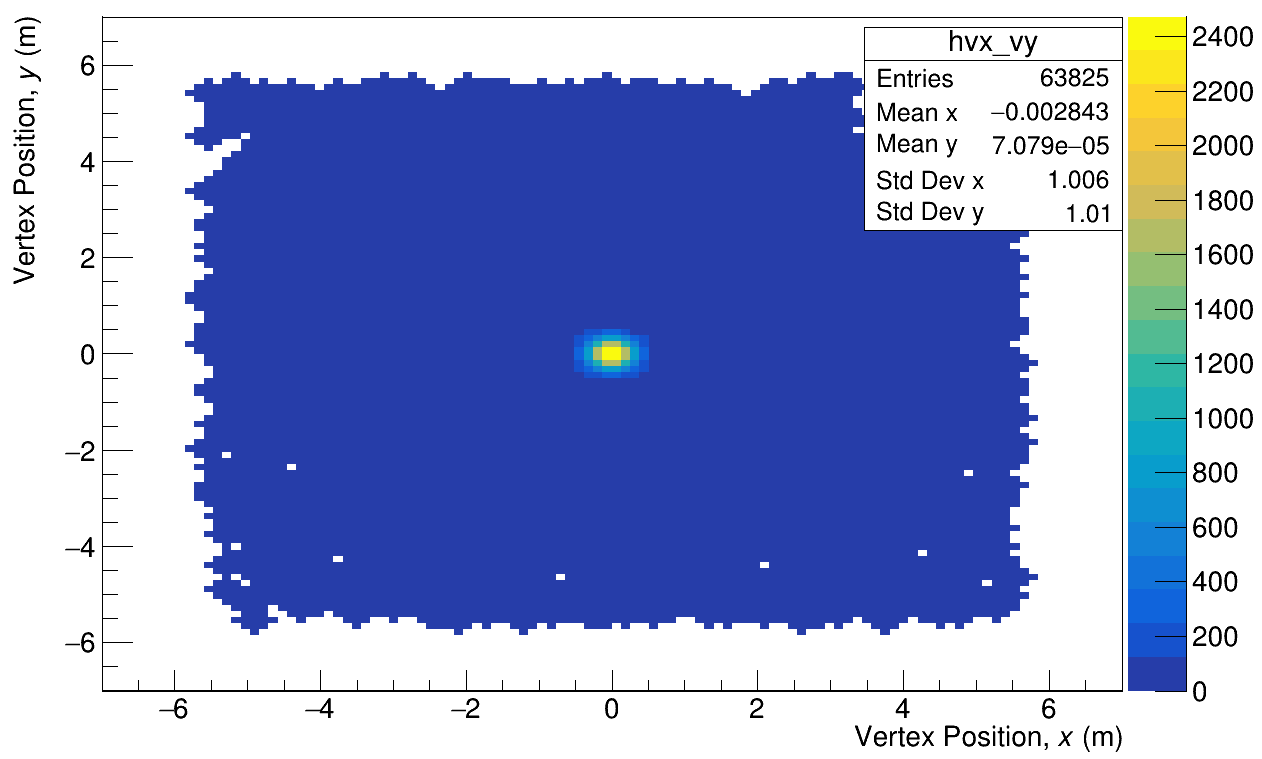 Vertex Position, y (m)
6
4
2
0
−2
−4
−6
hvx_vy
Entries 63825
Mean x −0.002843
Mean y 7.079e−05
Std Dev x 1.006
Std Dev y 1.01
2400
2200
2000
1800
1600
1400
1200
1000
800
600
400
200
0
−6 −4 −2 0 2 4 6
Vertex Position, x (m)